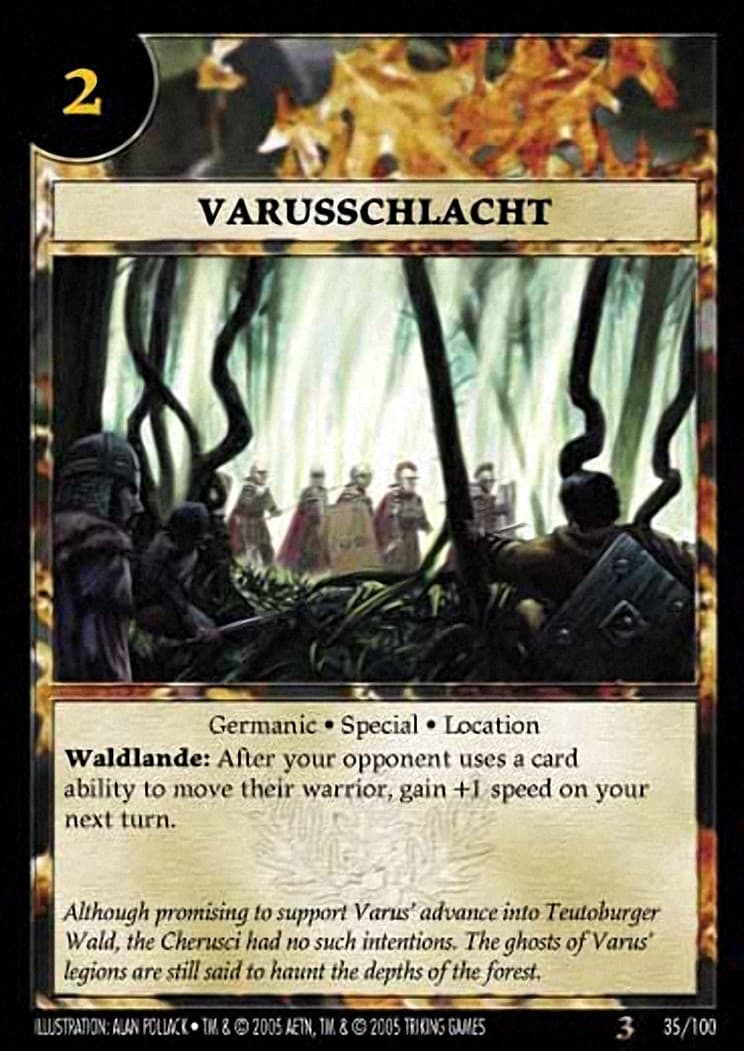 2
VARUSSCHLACHT
Germanic • Special • Location
Waldlande: After your opponent uses a card
ability to move their warrior, gain +1 speed on your
next turn.
Although promising to support Varus' advance into Teutoburger
Wald, the Cherusci had no such intentions. The ghosts of Varus'
legions are still said to haunt the depths of the forest.
ILLUSTRATION: ALAN POLLACK • TM & © 2005 AETN, TM & © 2005 TRIKING GAMES 3 35/100